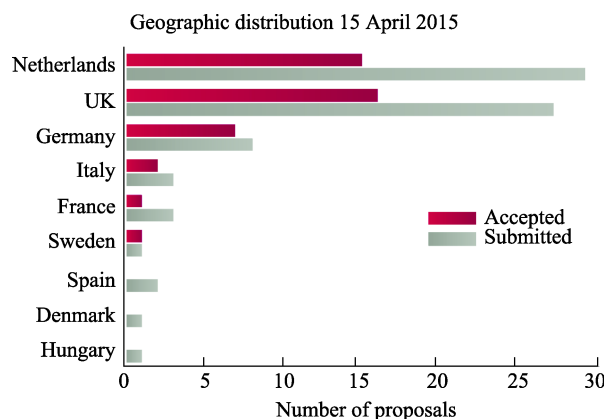 Geographic distribution 15 April 2015
Netherlands
UK
Germany
Italy
France
Sweden
Spain
Denmark
Hungary
Accepted
Submitted
0 5 10 15 20 25 30
Number of proposals